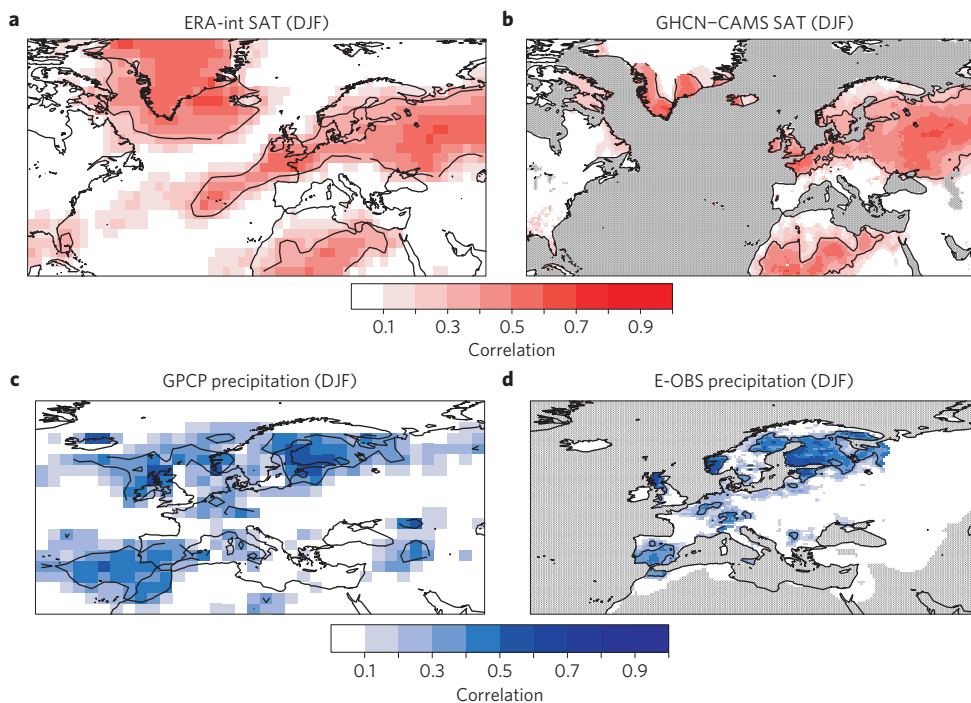 a
ERA-int SAT (DJF)
b
GHCN–CAMS SAT (DJF)
0.1 0.3 0.5 0.7 0.9
Correlation
c
GPCP precipitation (DJF)
d
E-OBS precipitation (DJF)
0.1 0.3 0.5 0.7 0.9
Correlation